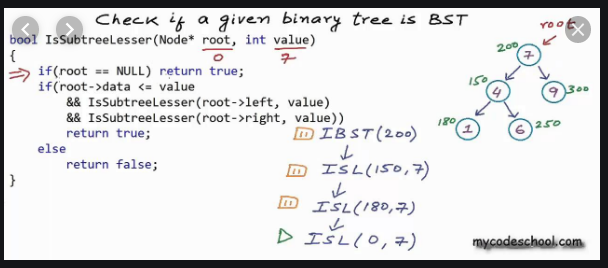 Check if a given binary tree is BST
bool IsSubtreeLesser(Node* root, int value)
0 7
{
if(root == NULL) return true;
if(root->data <= value
&& IsSubtreeLesser(root->left, value)
&& IsSubtreeLesser(root->right, value))
return true;
else
return false;
}
IBST(200)
ISL(150,7)
ISL(180,7)
ISL(0,7)
root
200 7
150 4 9 300
180 1 6 250
mycodeschool.com